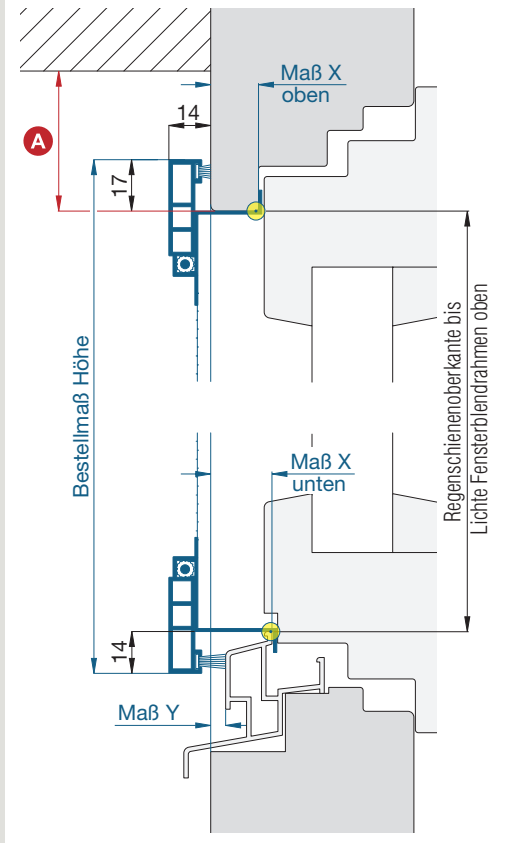 Maß X
oben
14
A
17
Bestellmaß Höhe
Regenschienenoberkante bis
Lichte Fensterblendrahmen oben
Maß X
unten
14
Maß Y